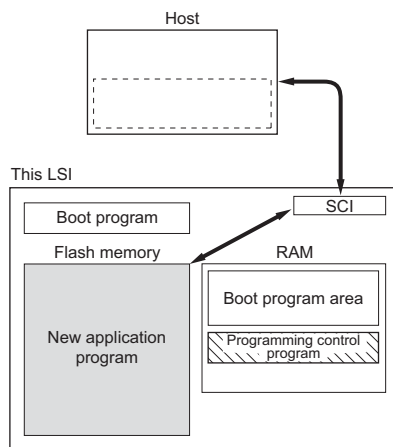 Host
This LSI
SCI
Boot program
Flash memory
RAM
Boot program area
New application
program
Programming control
program